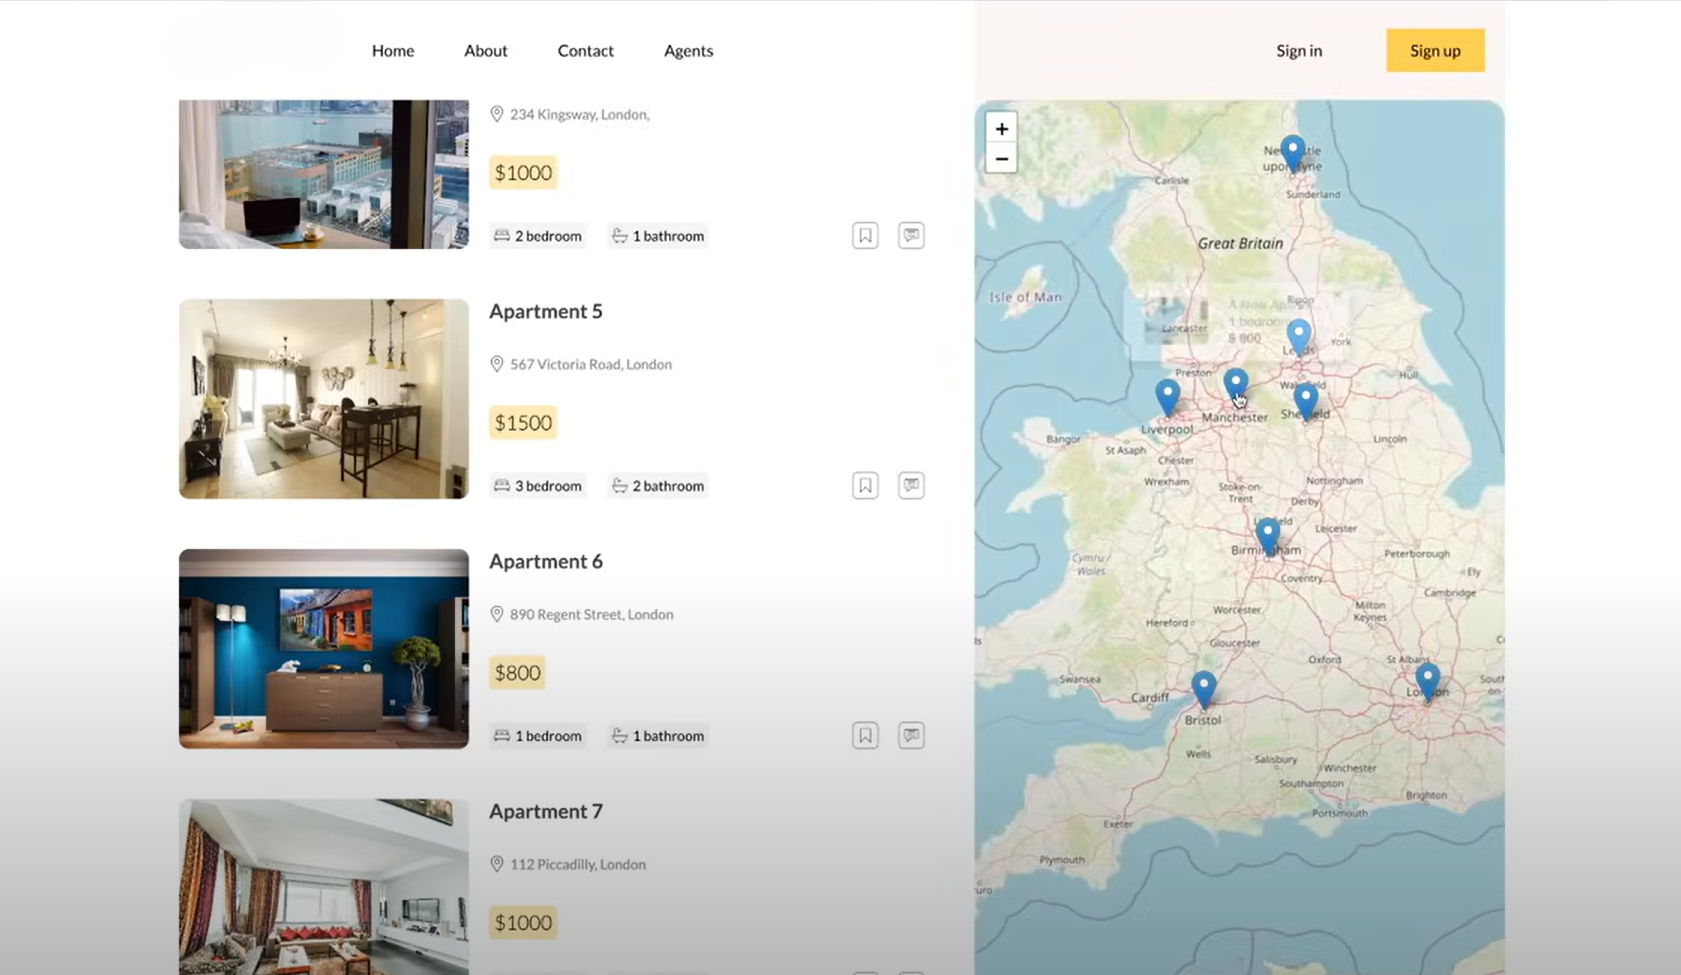 Home
About
Contact
Agents
Sign in
Sign up
234 Kingsway, London,
$1000
2 bedroom
1 bathroom
Apartment 5
567 Victoria Road, London
$1500
3 bedroom
2 bathroom
Apartment 6
890 Regent Street, London
$800
1 bedroom
1 bathroom
Apartment 7
112 Piccadilly, London
$1000
+
−
upon Tyne
Carlisle
Sunderland
Great Britain
Isle of Man
Ripon
1 bedroom
$ 800
Lancaster
York
Preston
Hull
Manchester
Liverpool
Bangor
Lincoln
St Asaph
Chester
Wrexham
Nottingham
Stoke-on-
Trent
Derby
Leicester
Birmingham
Peterborough
Cymru /
Wales
Coventry
Ely
Cambridge
Worcester
Milton
Keynes
Hereford
Gloucester
Oxford
St Albans
Swansea
Cardiff
London
Bristol
Wells
Salisbury
Winchester
Southampton
Brighton
Portsmouth
Exeter
Plymouth